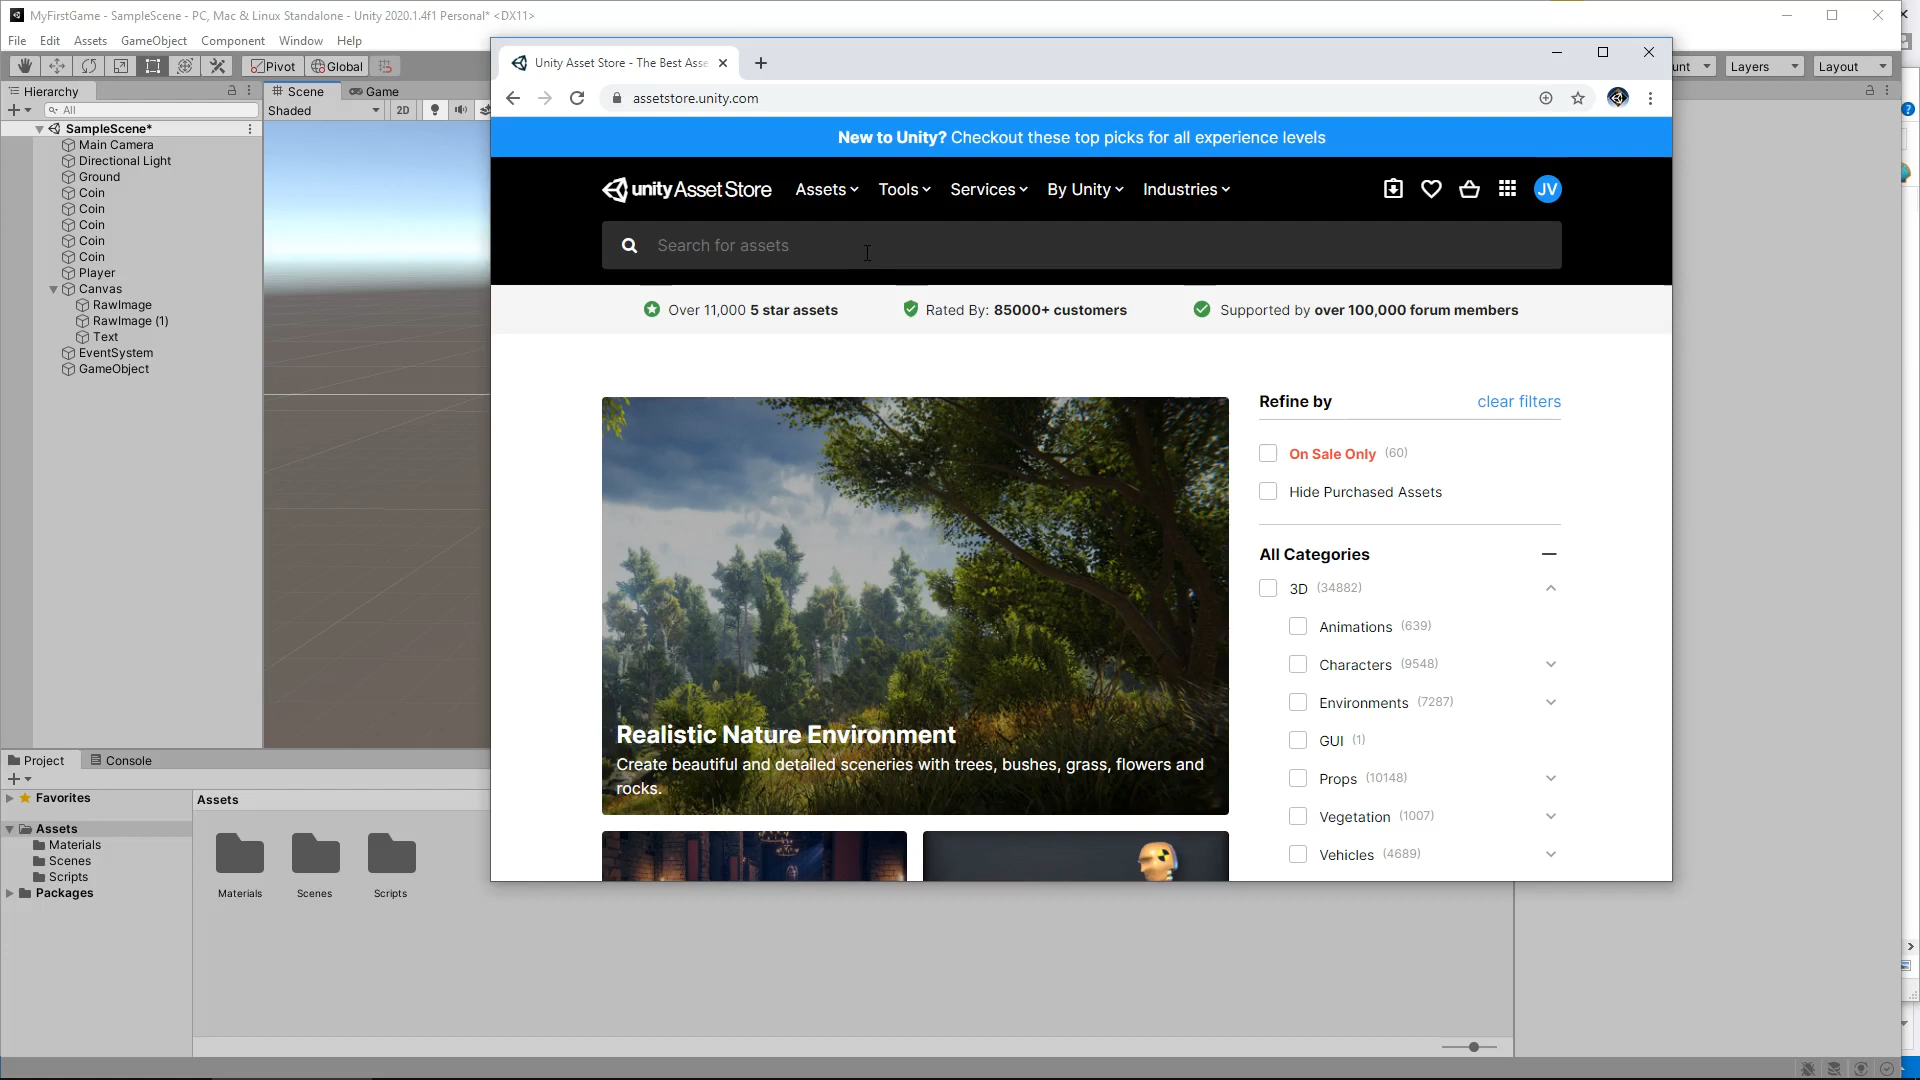 MyFirstGame - SampleScene - PC, Mac & Linux Standalone - Unity 2020.1.4f1 Personal* <DX11>
File Edit Assets GameObject Component Window Help
Pivot Global
Layers Layout
Hierarchy
All
SampleScene*
Main Camera
Directional Light
Ground
Coin
Coin
Coin
Coin
Coin
Player
Canvas
RawImage
RawImage (1)
Text
EventSystem
GameObject
Scene Game
Shaded 2D
Unity Asset Store - The Best Asse
assetstore.unity.com
New to Unity? Checkout these top picks for all experience levels
unity Asset Store Assets Tools Services By Unity Industries JV
Search for assets
Over 11,000 5 star assets
Rated By: 85000+ customers
Supported by over 100,000 forum members
Realistic Nature Environment
Create beautiful and detailed sceneries with trees, bushes, grass, flowers and
rocks.
Refine by clear filters
On Sale Only (60)
Hide Purchased Assets
All Categories
3D (34882)
Animations (639)
Characters (9548)
Environments (7287)
GUI (1)
Props (10148)
Vegetation (1007)
Vehicles (4689)
Project Console
Favorites
Assets
Materials
Scenes
Scripts
Packages
Assets
Materials Scenes Scripts